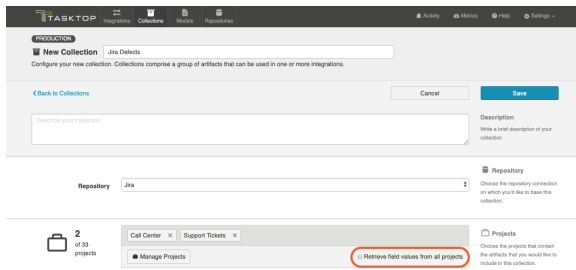 TASKTOP
Integrations
Collections
Models
Repositories
Activity
Metrics
Help
Settings
PRODUCTION
New Collection
Jira Defects
Configure your new collection. Collections comprise a group of artifacts that can be used in one or more integrations.
Back to Collections
Cancel
Save
Describe your collection
Description
Write a brief description of your
collection
Repository
Jira
Repository
Choose the repository connection
on which you'd like to base this
collection.
2
of 33
projects
Call Center ×
Support Tickets ×
Manage Projects
Retrieve field values from all projects
Projects
Choose the projects that contain
the artifacts that you would like to
include in this collection.